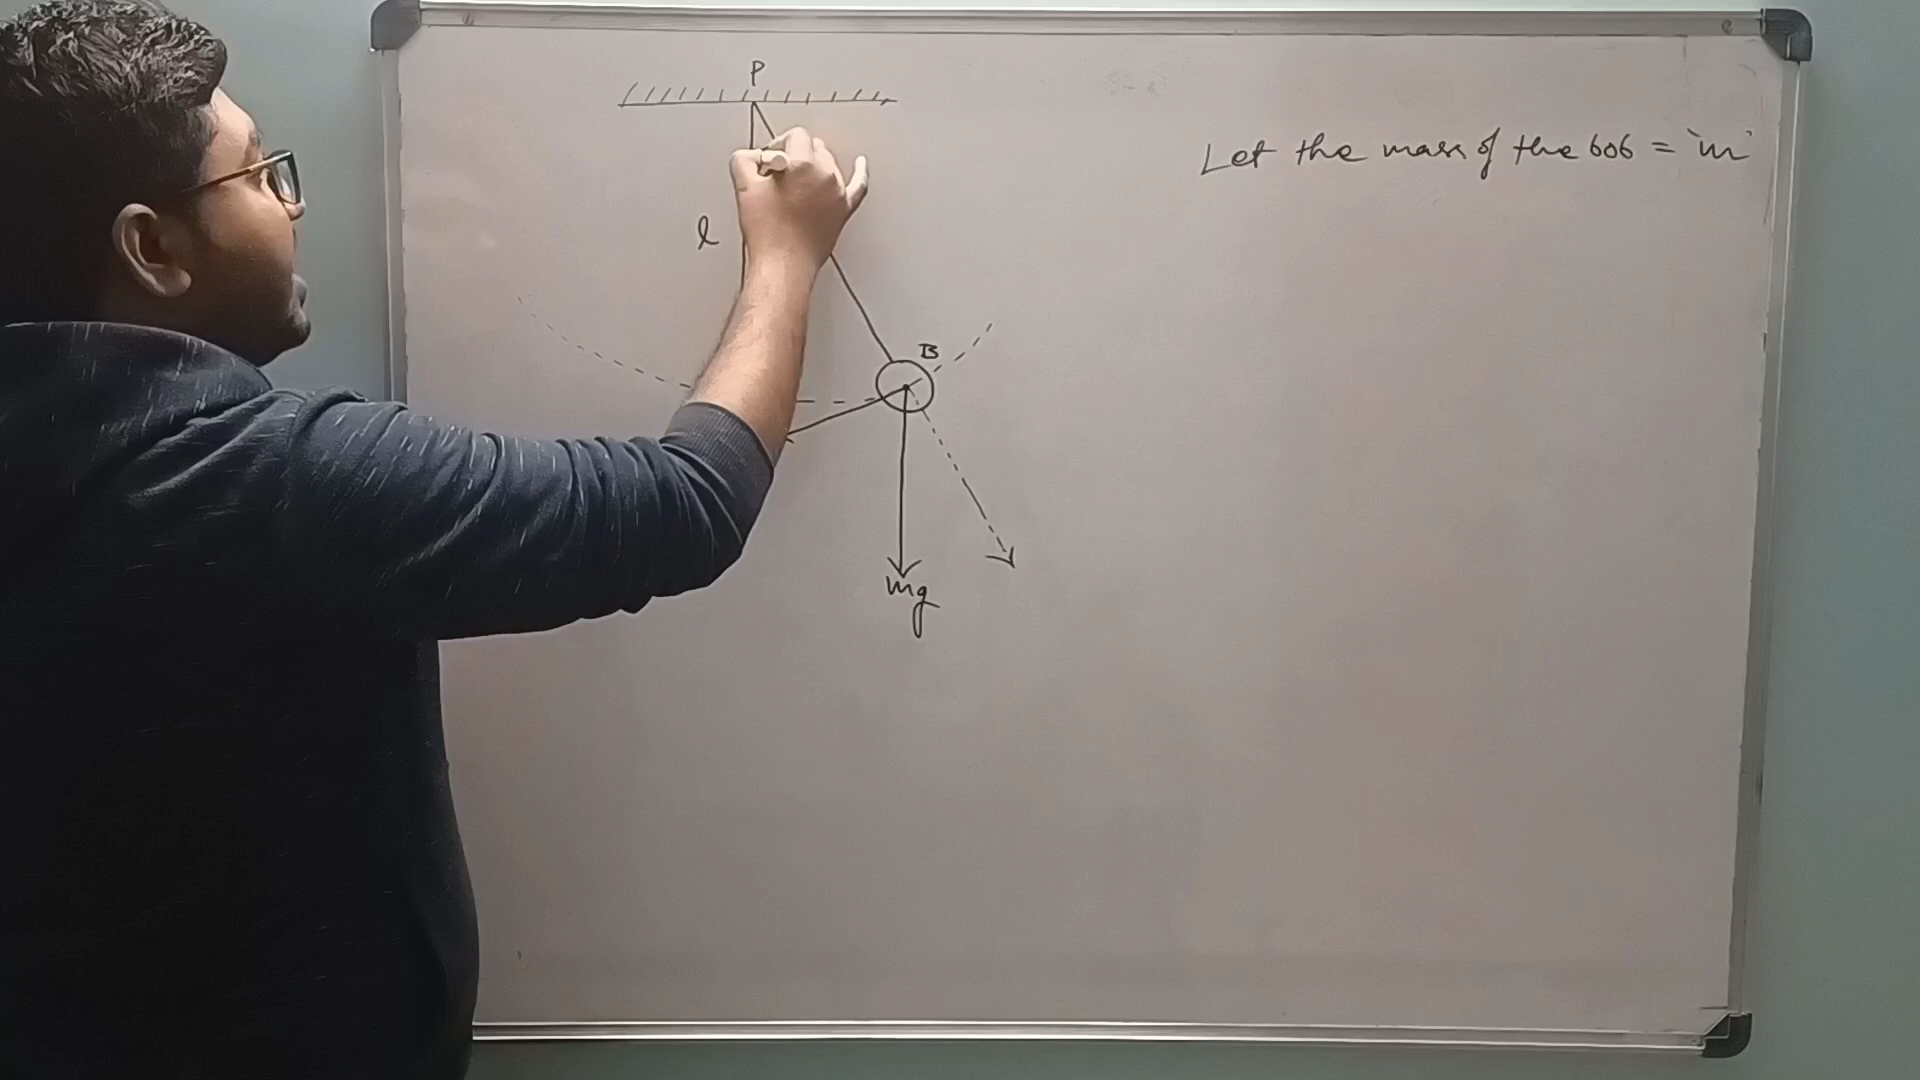 P
Let the mass of the bob = 'm'
l
B
mg